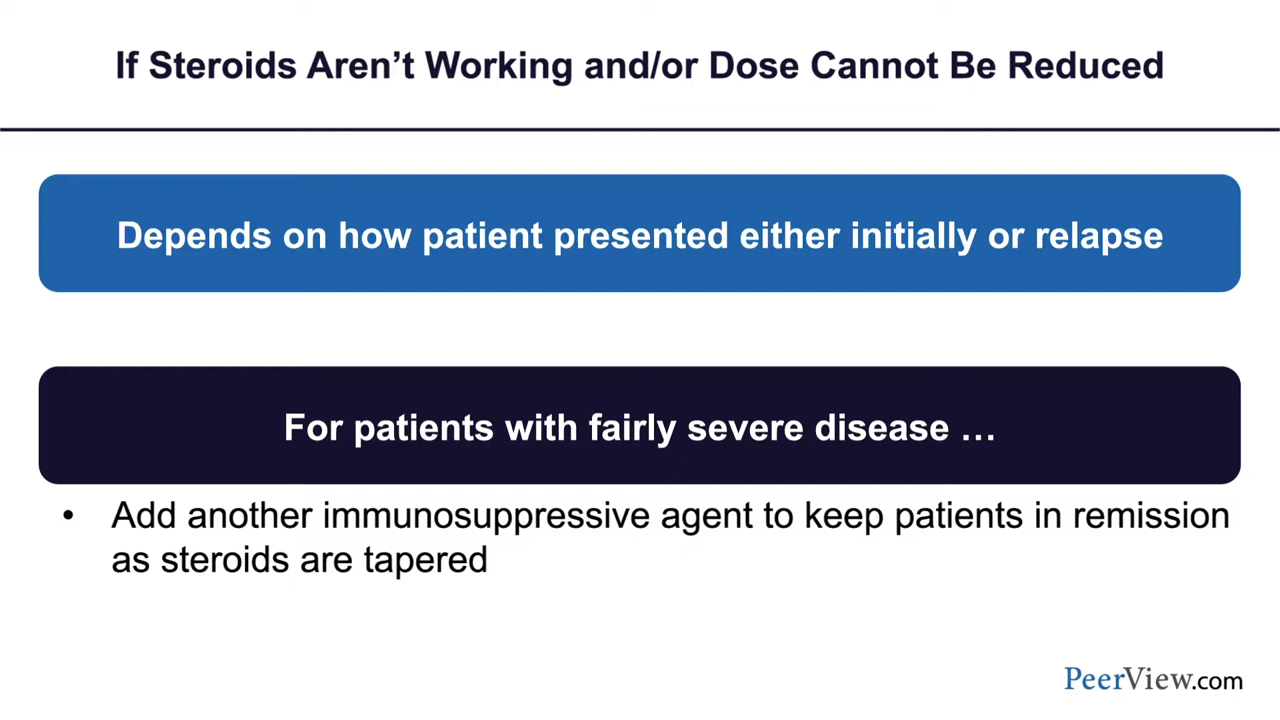 If Steroids Aren’t Working and/or Dose Cannot Be Reduced
Depends on how patient presented either initially or relapse
For patients with fairly severe disease …
• Add another immunosuppressive agent to keep patients in remission
as steroids are tapered
PeerView.com